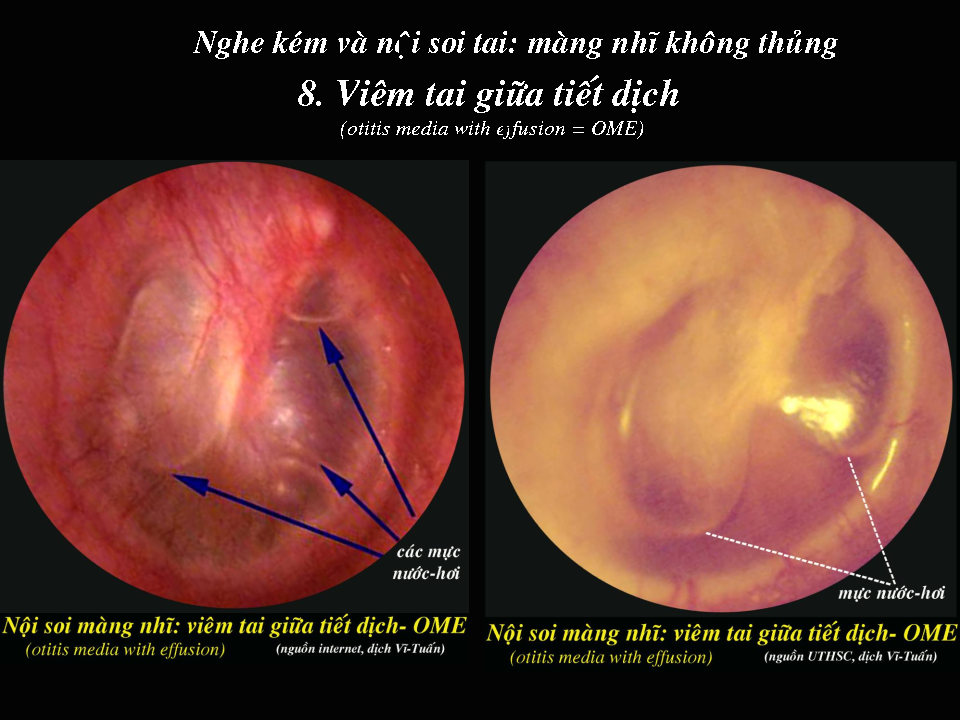 Nghe kém và nội soi tai: màng nhĩ không thủng
8. Viêm tai giữa tiết dịch
(otitis media with effusion = OME)
các mực
nước-hơi
Nội soi màng nhĩ: viêm tai giữa tiết dịch- OME
(otitis media with effusion) (nguồn internet, dịch Vĩ-Tuấn)
mực nước-hơi
Nội soi màng nhĩ: viêm tai giữa tiết dịch- OME
(otitis media with effusion) (nguồn UTHSC, dịch Vĩ-Tuấn)